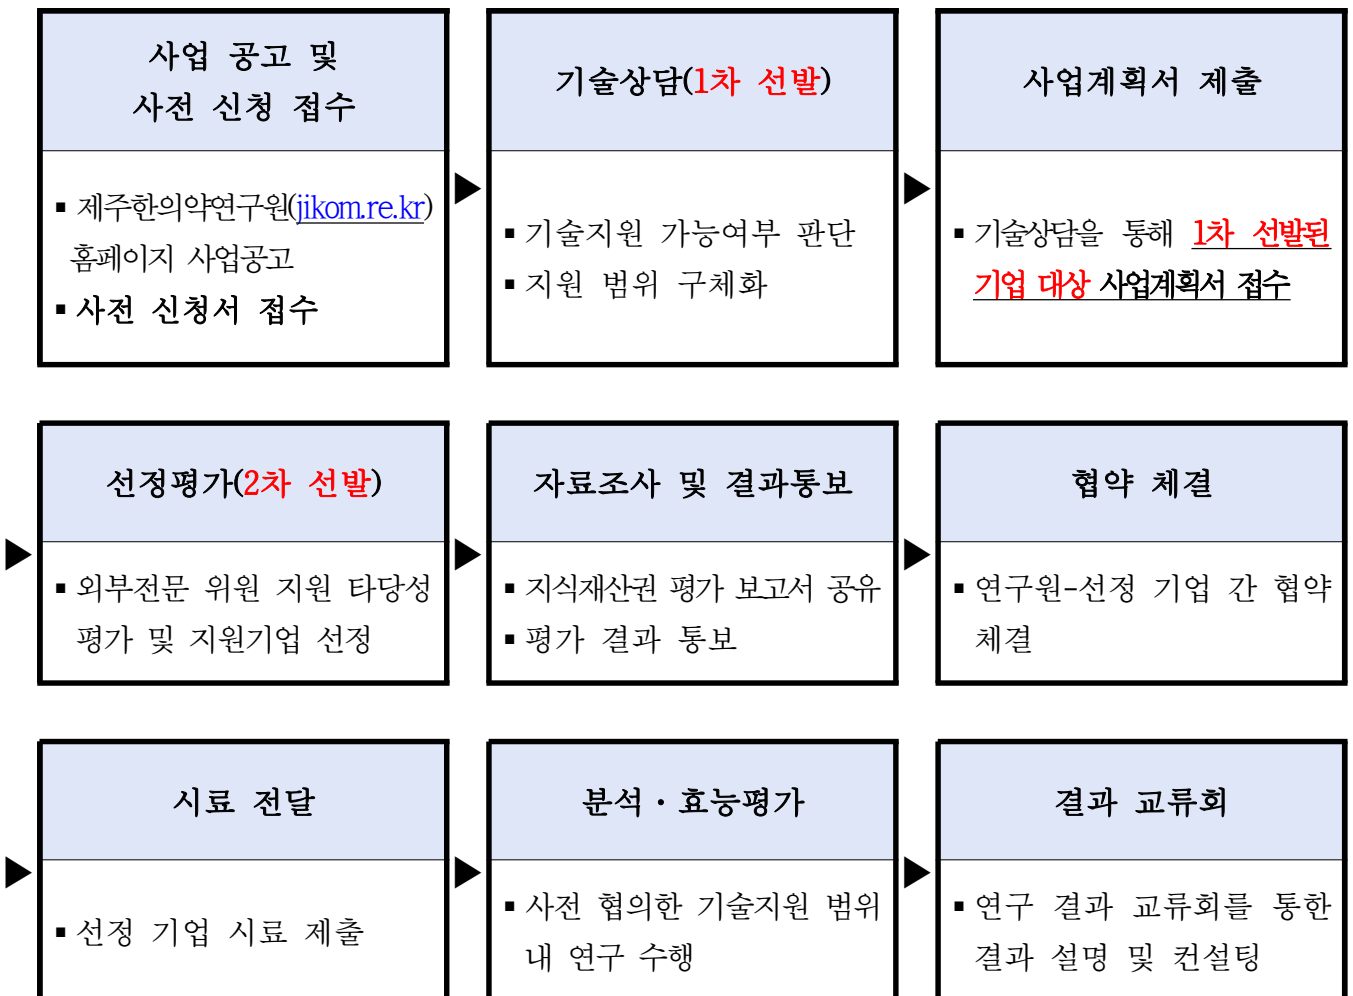 사업 공고 및
사전 신청 접수
▪ 제주한의약연구원(jikom.re.kr)
홈페이지 사업공고
▪ 사전 신청서 접수
기술상담(1차 선발)
▪ 기술지원 가능여부 판단
▪ 지원 범위 구체화
사업계획서 제출
▪ 기술상담을 통해 1차 선발된
기업 대상 사업계획서 접수
선정평가(2차 선발)
▪ 외부전문 위원 지원 타당성
평가 및 지원기업 선정
자료조사 및 결과통보
▪ 지식재산권 평가 보고서 공유
▪ 평가 결과 통보
협약 체결
▪ 연구원-선정 기업 간 협약
체결
시료 전달
▪ 선정 기업 시료 제출
분석・효능평가
▪ 사전 협의한 기술지원 범위
내 연구 수행
결과 교류회
▪ 연구 결과 교류회를 통한
결과 설명 및 컨설팅